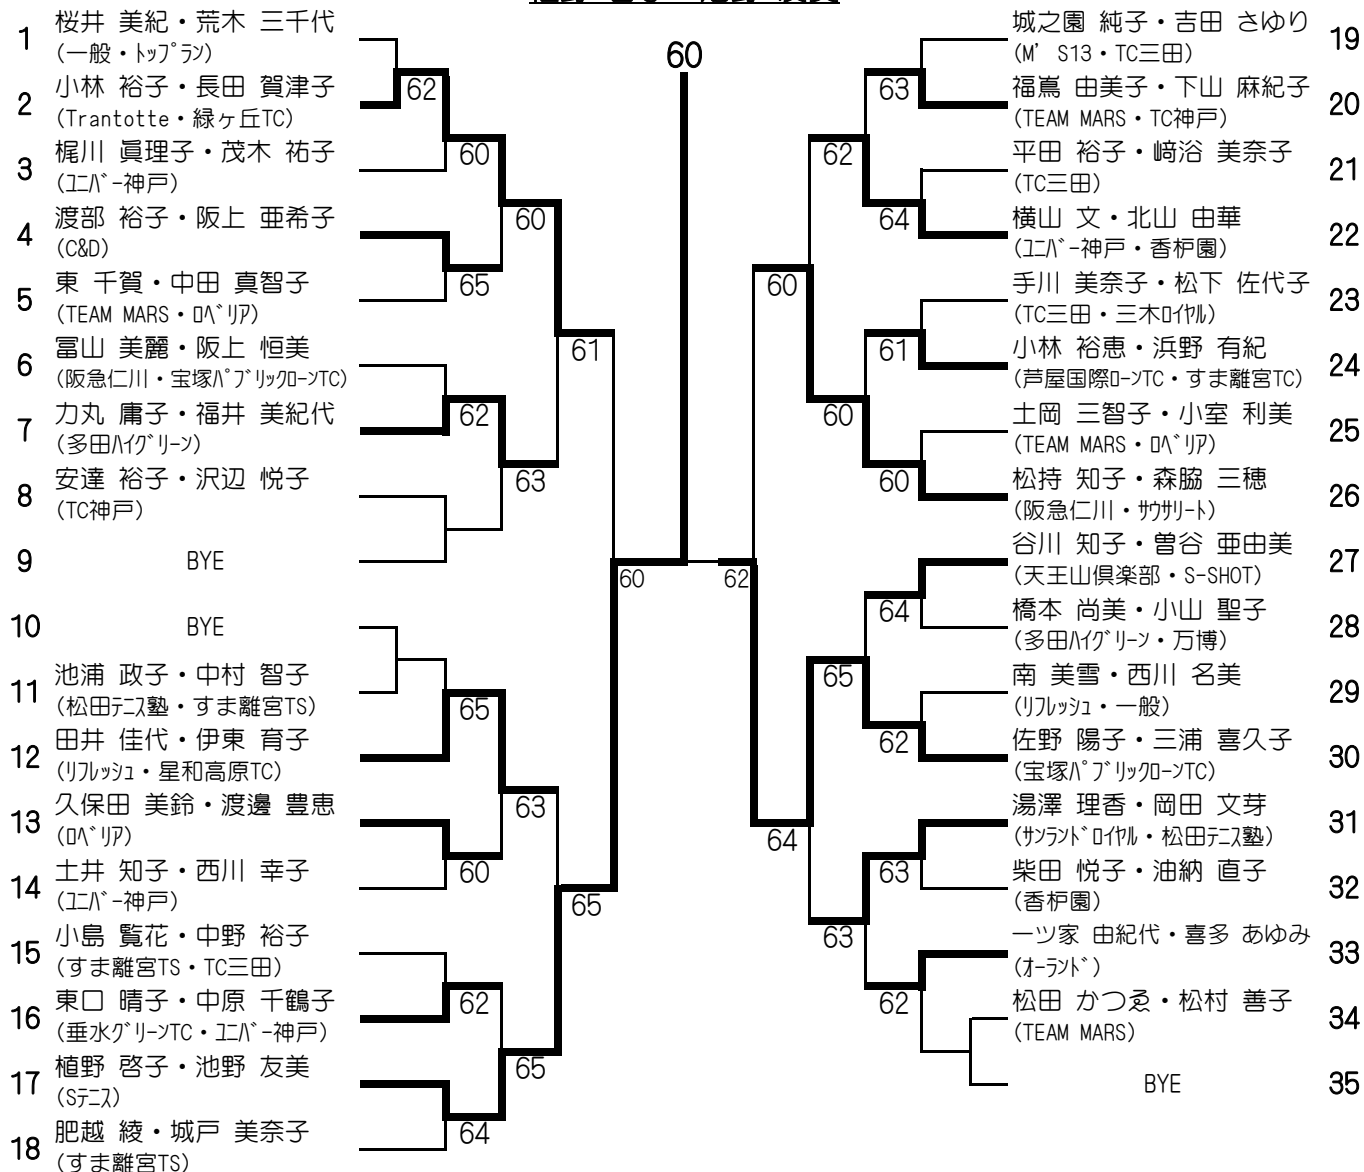 60
1 桜井 美紀・荒木 三千代
(一般・ﾄｯﾌﾟﾗﾝ)
2 小林 裕子・長田 賀津子
(Trantotte・緑ヶ丘TC)
62
3 梶川 眞理子・茂木 祐子
(ﾕﾆﾊﾞｰ神戸)
60
4 渡部 裕子・阪上 亜希子
(C&D)
60
5 東 千賀・中田 真智子
(TEAM MARS・ﾛﾍﾞﾘｱ)
65
6 冨山 美麗・阪上 恒美
(阪急仁川・宝塚ﾊﾟﾌﾞﾘｯｸﾛｰﾝTC)
61
7 力丸 庸子・福井 美紀代
(多田ﾊｲｸﾞﾘｰﾝ)
62
8 安達 裕子・沢辺 悦子
(TC神戸)
63
9 BYE
60
10 BYE
11 池浦 政子・中村 智子
(松田ﾃﾆｽ塾・すま離宮TS)
65
12 田井 佳代・伊東 育子
(ﾘﾌﾚｯｼｭ・星和高原TC)
13 久保田 美鈴・渡邊 豊恵
(ﾛﾍﾞﾘｱ)
63
14 土井 知子・西川 幸子
(ﾕﾆﾊﾞｰ神戸)
60
65
15 小島 覧花・中野 裕子
(すま離宮TS・TC三田)
16 東口 晴子・中原 千鶴子
(垂水ｸﾞﾘｰﾝTC・ﾕﾆﾊﾞｰ神戸)
62
17 植野 啓子・池野 友美
(Sﾃﾆｽ)
65
18 肥越 綾・城戸 美奈子
(すま離宮TS)
64
城之園 純子・吉田 さゆり 19
(M’S13・TC三田)
63
福嶌 由美子・下山 麻紀子 20
(TEAM MARS・TC神戸)
62
平田 裕子・﨑浴 美奈子 21
(TC三田)
64
横山 文・北山 由華 22
(ﾕﾆﾊﾞｰ神戸・香枦園)
60
手川 美奈子・松下 佐代子 23
(TC三田・三木ﾛｲﾔﾙ)
61
小林 裕恵・浜野 有紀 24
(芦屋国際ﾛｰﾝTC・すま離宮TC)
60
土岡 三智子・小室 利美 25
(TEAM MARS・ﾛﾍﾞﾘｱ)
60
松持 知子・森脇 三穂 26
(阪急仁川・ｻｳｻﾘｰﾄ)
62
谷川 知子・曽谷 亜由美 27
(天王山倶楽部・S-SHOT)
64
橋本 尚美・小山 聖子 28
(多田ﾊｲｸﾞﾘｰﾝ・万博)
65
南 美雪・西川 名美 29
(ﾘﾌﾚｯｼｭ・一般)
62
佐野 陽子・三浦 喜久子 30
(宝塚ﾊﾟﾌﾞﾘｯｸﾛｰﾝTC)
64
湯澤 理香・岡田 文芽 31
(ｻﾝﾗﾝﾄﾞﾛｲﾔﾙ・松田ﾃﾆｽ塾)
63
柴田 悦子・油納 直子 32
(香枦園)
63
一ツ家 由紀代・喜多 あゆみ 33
(ｵｰﾗﾝﾄﾞ)
62
松田 かつゑ・松村 善子 34
(TEAM MARS)
BYE 35